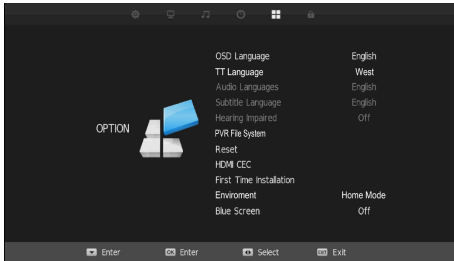 OPTION
OSD Language English
TT Language West
Audio Languages English
Subtitle Language English
Hearing Impaired Off
PVR File System
Reset
HDMI CEC
First Time Installation
Enviroment Home Mode
Blue Screen Off
Enter OK Enter Select EXIT Exit